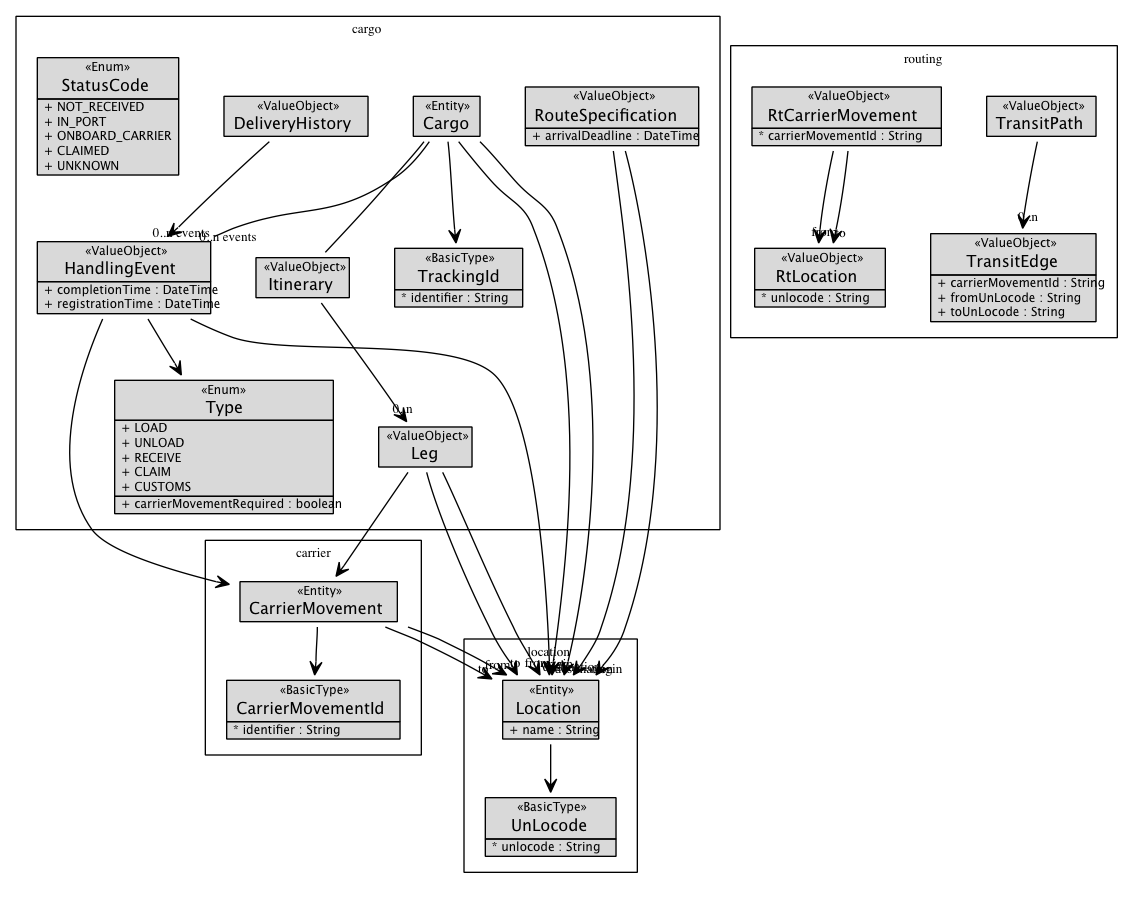 cargo
«Enum»
StatusCode
+ NOT_RECEIVED
+ IN_PORT
+ ONBOARD_CARRIER
+ CLAIMED
+ UNKNOWN
«ValueObject»
DeliveryHistory
«Entity»
Cargo
«ValueObject»
RouteSpecification
+ arrivalDeadline : DateTime
0..n events
0..n events
«ValueObject»
HandlingEvent
+ completionTime : DateTime
+ registrationTime : DateTime
«ValueObject»
Itinerary
«BasicType»
TrackingId
* identifier : String
«Enum»
Type
+ LOAD
+ UNLOAD
+ RECEIVE
+ CLAIM
+ CUSTOMS
+ carrierMovementRequired : boolean
0..n
«ValueObject»
Leg
carrier
«Entity»
CarrierMovement
«BasicType»
CarrierMovementId
* identifier : String
location
«Entity»
Location
+ name : String
«BasicType»
UnLocode
* unlocode : String
routing
«ValueObject»
RtCarrierMovement
* carrierMovementId : String
«ValueObject»
TransitPath
«ValueObject»
RtLocation
* unlocode : String
0..n
«ValueObject»
TransitEdge
+ carrierMovementId : String
+ fromUnLocode : String
+ toUnLocode : String